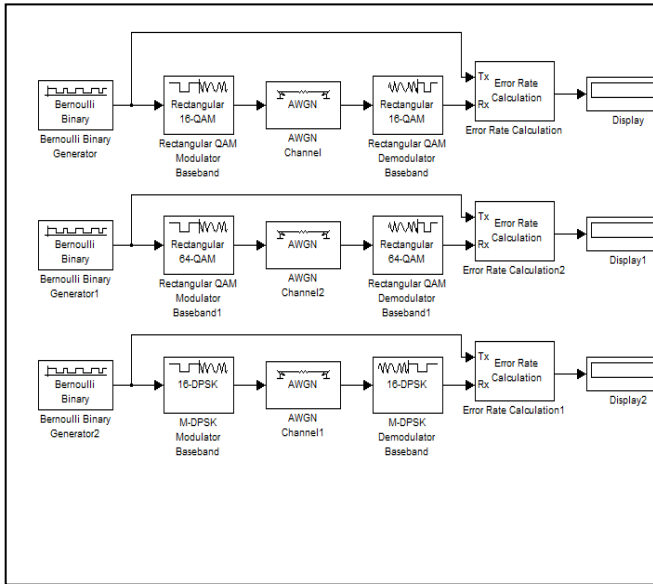 Bernoulli
Binary
Bernoulli Binary
Generator
Rectangular
16-QAM
Rectangular QAM
Modulator
Baseband
AWGN
AWGN
Channel
Rectangular
16-QAM
Rectangular QAM
Demodulator
Baseband
Tx
Rx
Error Rate
Calculation
Error Rate Calculation
Display
Bernoulli
Binary
Bernoulli Binary
Generator1
Rectangular
64-QAM
Rectangular QAM
Modulator
Baseband1
AWGN
AWGN
Channel2
Rectangular
64-QAM
Rectangular QAM
Demodulator
Baseband1
Tx
Rx
Error Rate
Calculation
Error Rate Calculation2
Display1
Bernoulli
Binary
Bernoulli Binary
Generator2
16-DPSK
M-DPSK
Modulator
Baseband
AWGN
AWGN
Channel1
16-DPSK
M-DPSK
Demodulator
Baseband
Tx
Rx
Error Rate
Calculation
Error Rate Calculation1
Display2